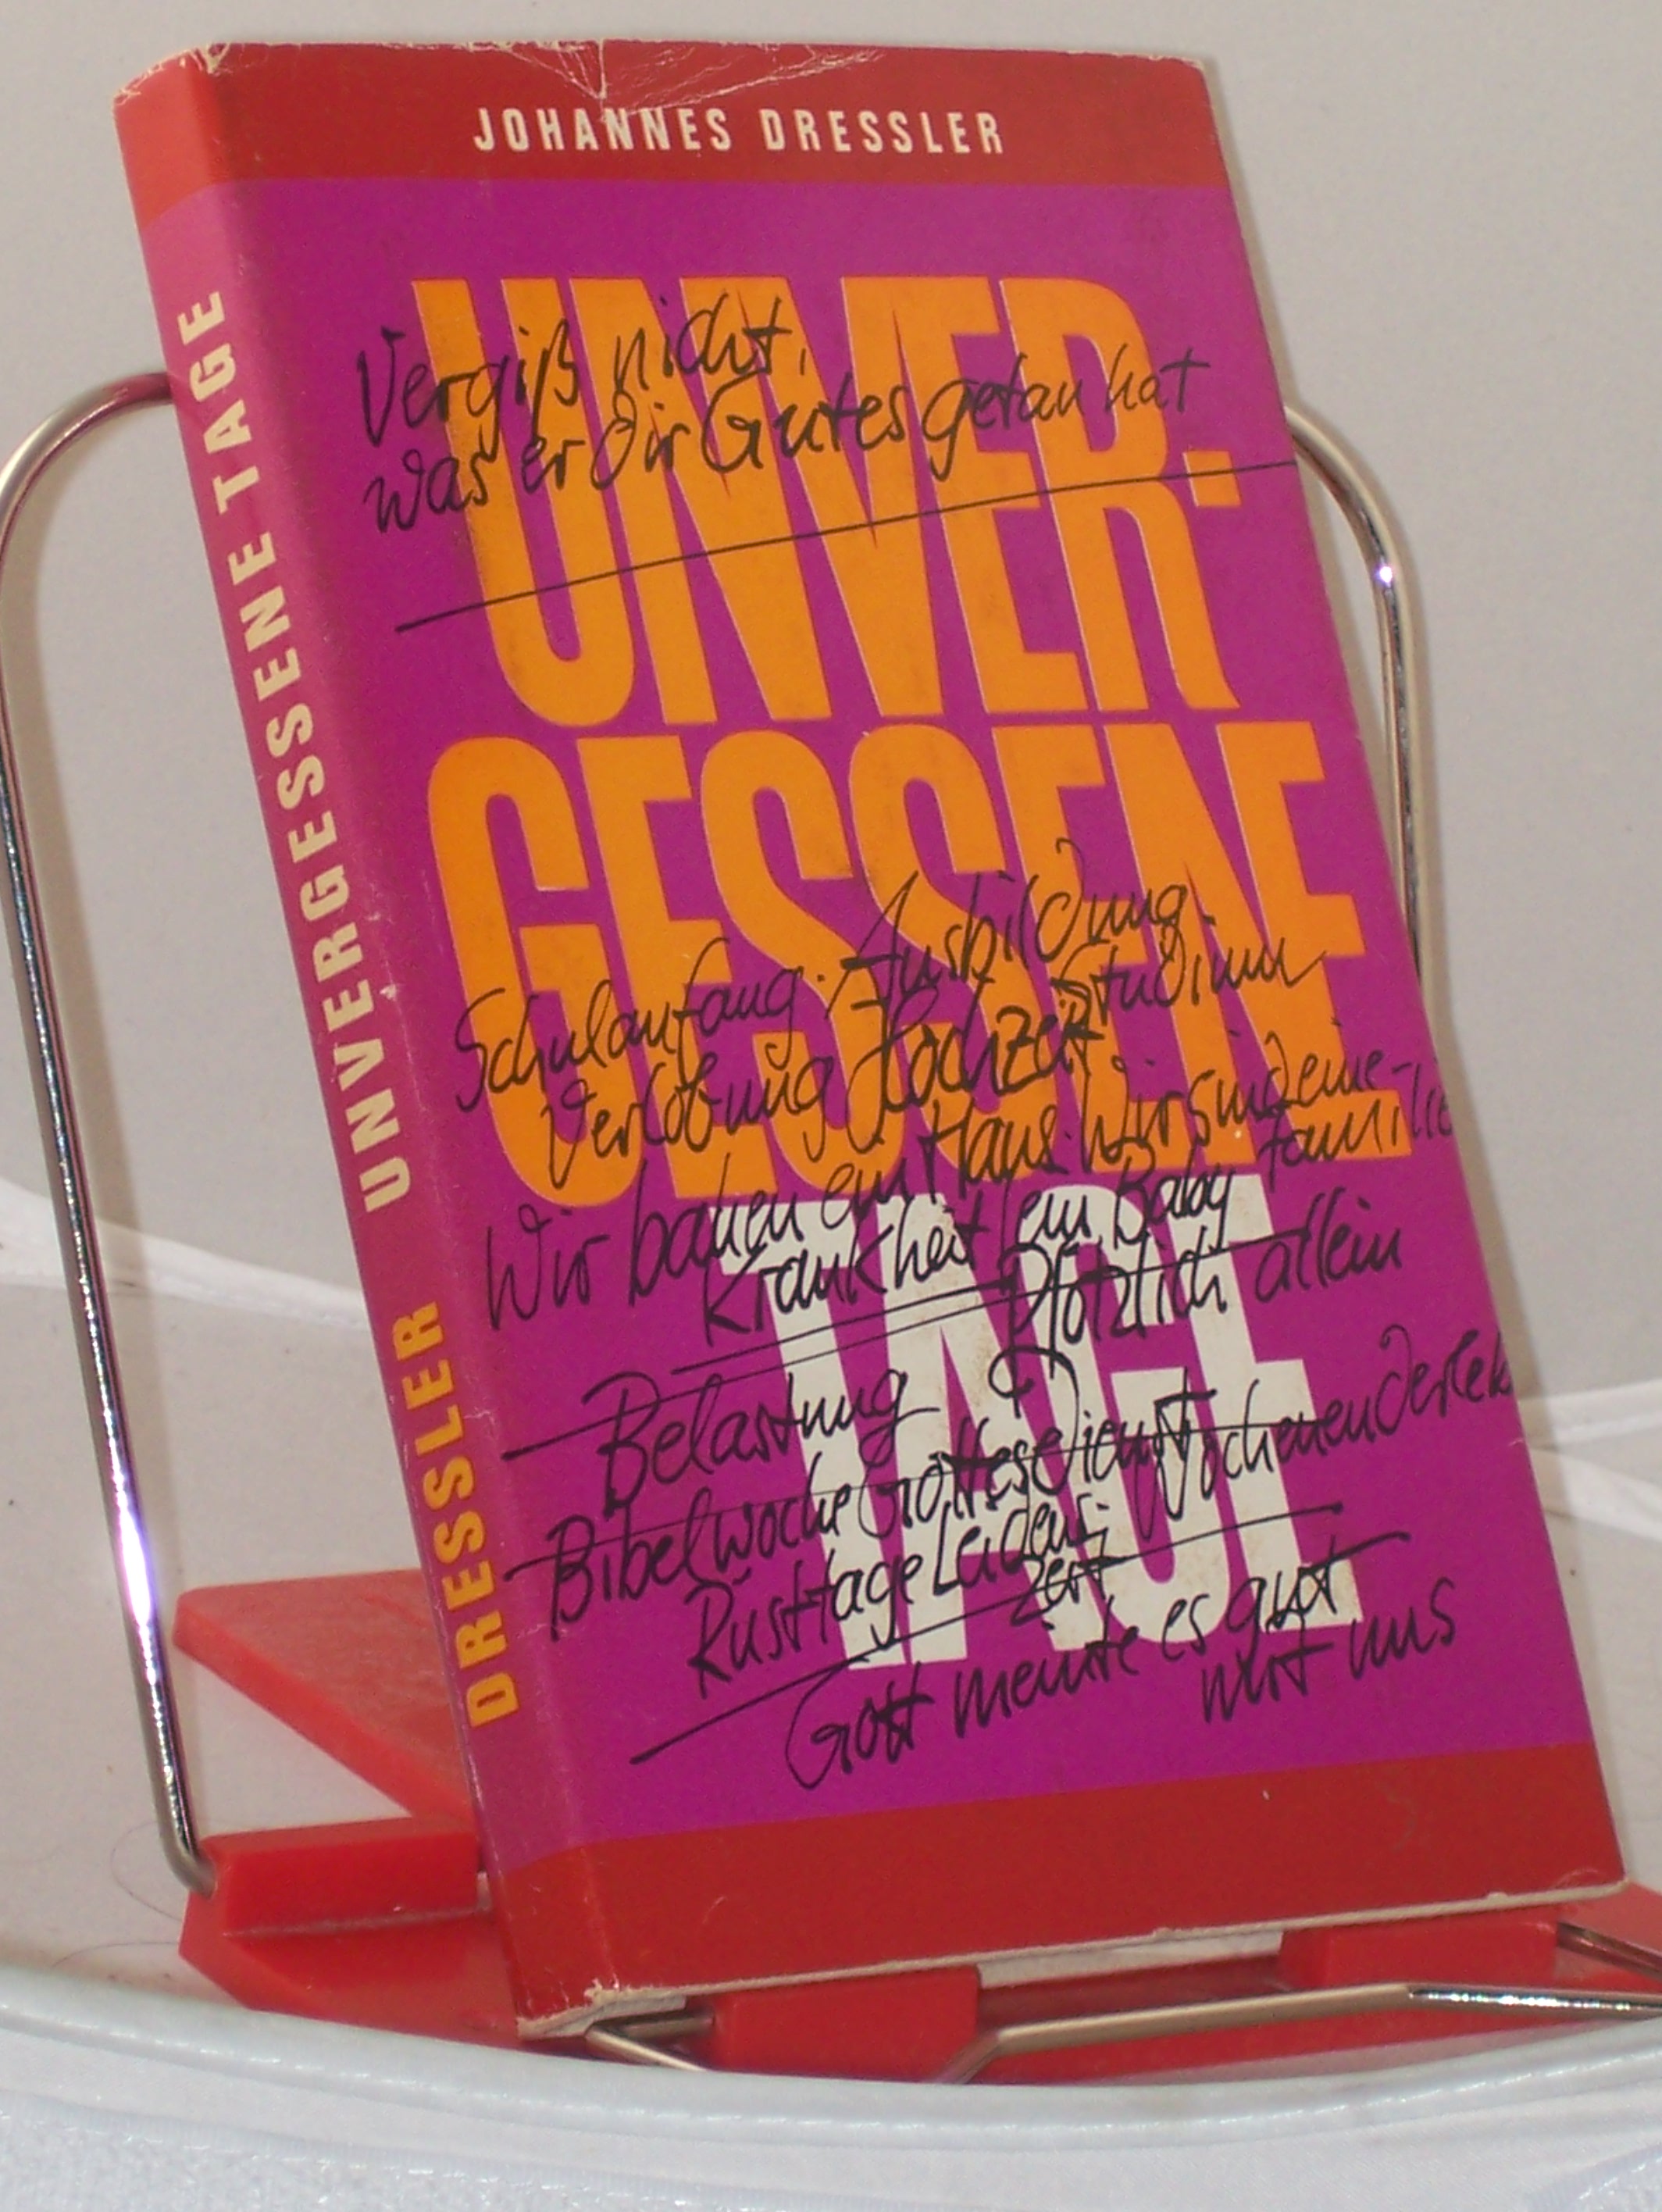 JOHANNES DRESSLER
UNVER-
GESSENE
TAGE
Vergiß nicht,
was er dir Gutes getan hat
Schulanfang. Ausbildung.
Studium
Verlobung Hochzeit.
Wir bauen ein Haus. Wir sind eine
Familie
Krankheit ein Baby
Plötzlich allein
Belastung
Bibelwoche Gottesdienst Wochenende
Rüsttage Leidens
zeit
Gott meinte es gut
mit uns
DRESSLER UNVERGESSENE TAGE